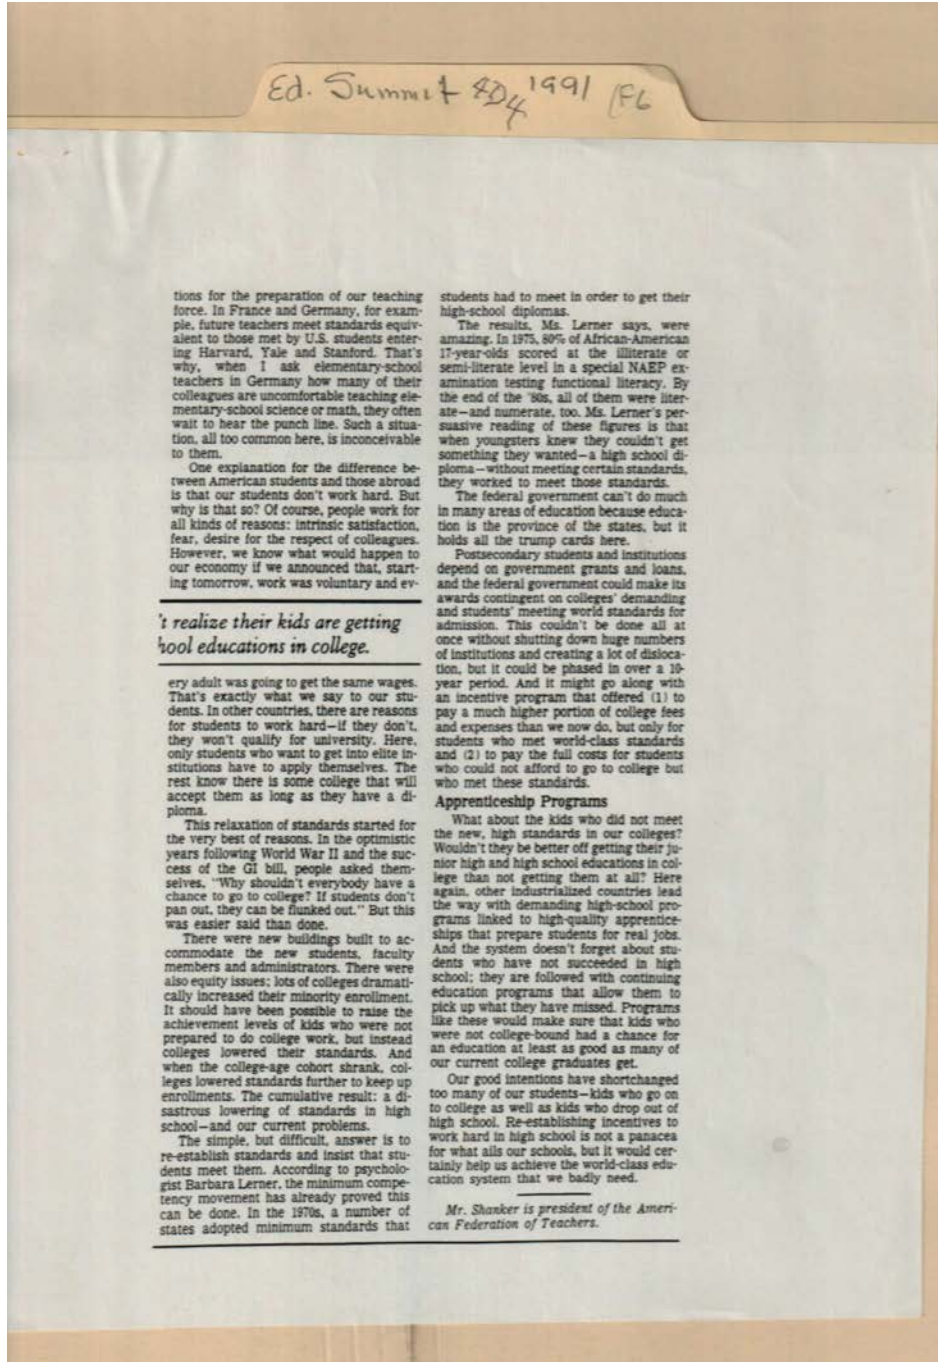 Ed. Summit 1991
tions for the preparation of our teaching
force. In France and Germany, for exam-
ple, future teachers meet standards equiv-
alent to those met by U.S. students enter-
ing Harvard, Yale and Stanford. That's
why, when I ask elementary-school
teachers in Germany how many of their
colleagues are uncomfortable teaching ele-
mentary-school science or math, they often
wait to hear the punch line. Such a situa-
tion, all too common here, is inconceivable
to them.
One explanation for the difference be-
tween American students and those abroad
is that our students don't work hard. But
why is that so? Of course, people work for
all kinds of reasons: intrinsic satisfaction,
fear, desire for the respect of colleagues.
However, we know what would happen to
our economy if we announced that, start-
ing tomorrow, work was voluntary and ev-
't realize their kids are getting
hool educations in college.
ery adult was going to get the same wages.
That's exactly what we say to our stu-
dents. In other countries, there are reasons
for students to work hard—if they don't,
they won't qualify for university. Here,
only students who want to get into elite in-
stitutions have to apply themselves. The
rest know there is some college that will
accept them as long as they have a di-
ploma.
This relaxation of standards started for
the very best of reasons. In the optimistic
years following World War II and the suc-
cess of the GI bill, people asked them-
selves, "Why shouldn't everybody have a
chance to go to college? If students don't
pan out, they can be flunked out." But this
was easier said than done.
There were new buildings built to ac-
commodate the new students, faculty
members and administrators. There were
also equity issues; lots of colleges dramati-
cally increased their minority enrollment.
It should have been possible to raise the
achievement levels of kids who were not
prepared to do college work, but instead
colleges lowered their standards. And
when the college-age cohort shrank, col-
leges lowered standards further to keep up
enrollments. The cumulative result: a di-
sastrous lowering of standards in high
school—and our current problems.
The simple, but difficult, answer is to
re-establish standards and insist that stu-
dents meet them. According to psycholo-
gist Barbara Lerner, the minimum compe-
tency movement has already proved this
can be done. In the 1970s, a number of
states adopted minimum standards that
students had to meet in order to get their
high-school diplomas.
The results, Ms. Lerner says, were
amazing. In 1975, 80% of African-American
17-year-olds scored at the illiterate or
semi-literate level in a special NAEP ex-
amination testing functional literacy. By
the end of the '80s, all of them were liter-
ate—and numerate, too. Ms. Lerner's per-
suasive reading of these figures is that
when youngsters knew they couldn't get
something they wanted—a high school di-
ploma—without meeting certain standards,
they worked to meet those standards.
The federal government can't do much
in many areas of education because educa-
tion is the province of the states, but it
holds all the trump cards here.
Postsecondary students and institutions
depend on government grants and loans,
and the federal government could make its
awards contingent on colleges' demanding
and students' meeting world standards for
admission. This couldn't be done all at
once without shutting down huge numbers
of institutions and creating a lot of disloca-
tion, but it could be phased in over a 10-
year period. And it might go along with
an incentive program that offered (1) to
pay a much higher portion of college fees
and expenses than we now do, but only for
students who met world-class standards
and (2) to pay the full costs for students
who could not afford to go to college but
who met these standards.
Apprenticeship Programs
What about the kids who did not meet
the new, high standards in our colleges?
Wouldn't they be better off getting their ju-
nior high and high school educations in col-
lege than not getting them at all? Here
again, other industrialized countries lead
the way with demanding high-school pro-
grams linked to high-quality apprentice-
ships that prepare students for real jobs.
And the system doesn't forget about stu-
dents who have not succeeded in high
school; they are followed with continuing
education programs that allow them to
pick up what they have missed. Programs
like these would make sure that kids who
were not college-bound had a chance for
an education at least as good as many of
our current college graduates get.
Our good intentions have shortchanged
too many of our students—kids who go on
to college as well as kids who drop out of
high school. Re-establishing incentives to
work hard in high school is not a panacea
for what ails our schools, but it would cer-
tainly help us achieve the world-class edu-
cation system that we badly need.
Mr. Shanker is president of the Ameri-
can Federation of Teachers.